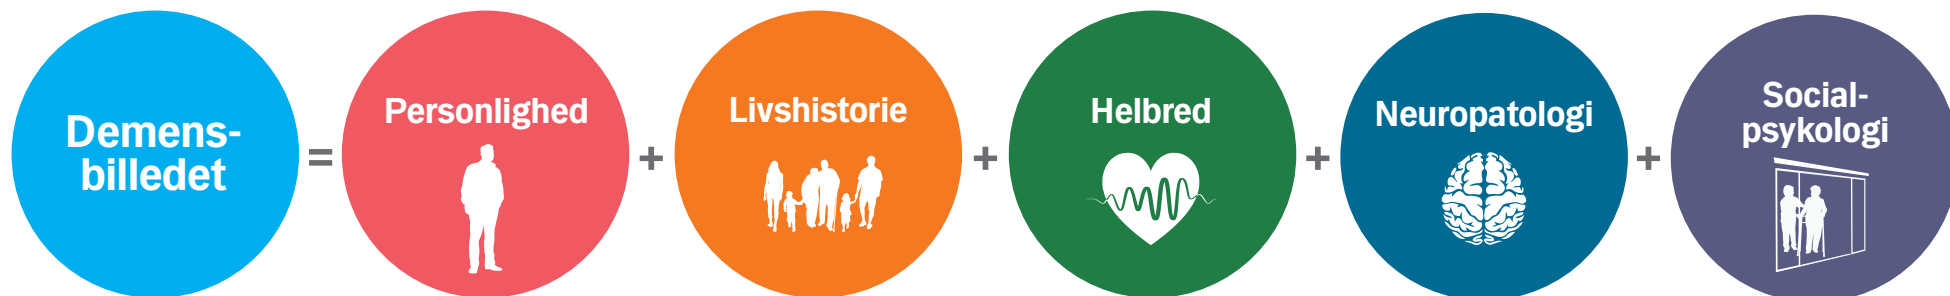 Demens-
billedet
=
Personlighed
+
Livshistorie
+
Helbred
+
Neuropatologi
+
Social-
psykologi